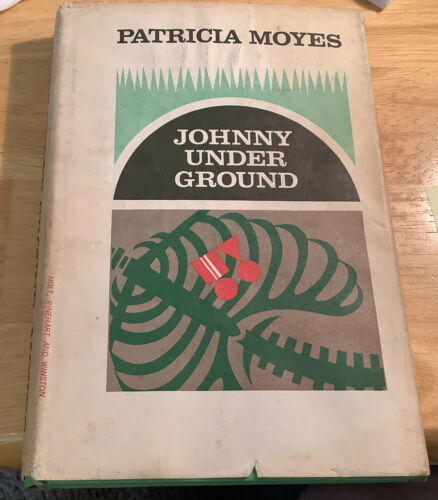 PATRICIA MOYES
JOHNNY
UNDER
GROUND
HOLT, RINEHART AND WINSTON